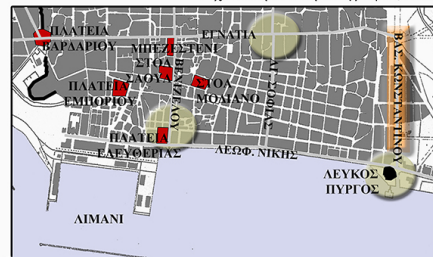 ΠΛΑΤΕΙΑ
ΒΑΡΔΑΡΙΟΥ
ΕΓΝΑΤΙΑ
ΜΠΕΖΕΣΤΕΝΙ
ΣΤΟΑ
ΣΑΟΥΛ
ΒΕΝΙΖΕΛΟΥ
ΣΤΟΑ
ΜΟΔΙΑΝΟ
ΑΓ. ΣΟΦΙΑΣ
ΒΑΣ. ΚΩΝΣΤΑΝΤΙΝΟΥ
ΠΛΑΤΕΙΑ
ΕΜΠΟΡΙΟΥ
ΠΛΑΤΕΙΑ
ΕΛΕΥΘΕΡΙΑΣ
ΛΕΩΦ. ΝΙΚΗΣ
ΛΕΥΚΟΣ
ΠΥΡΓΟΣ
ΛΙΜΑΝΙ